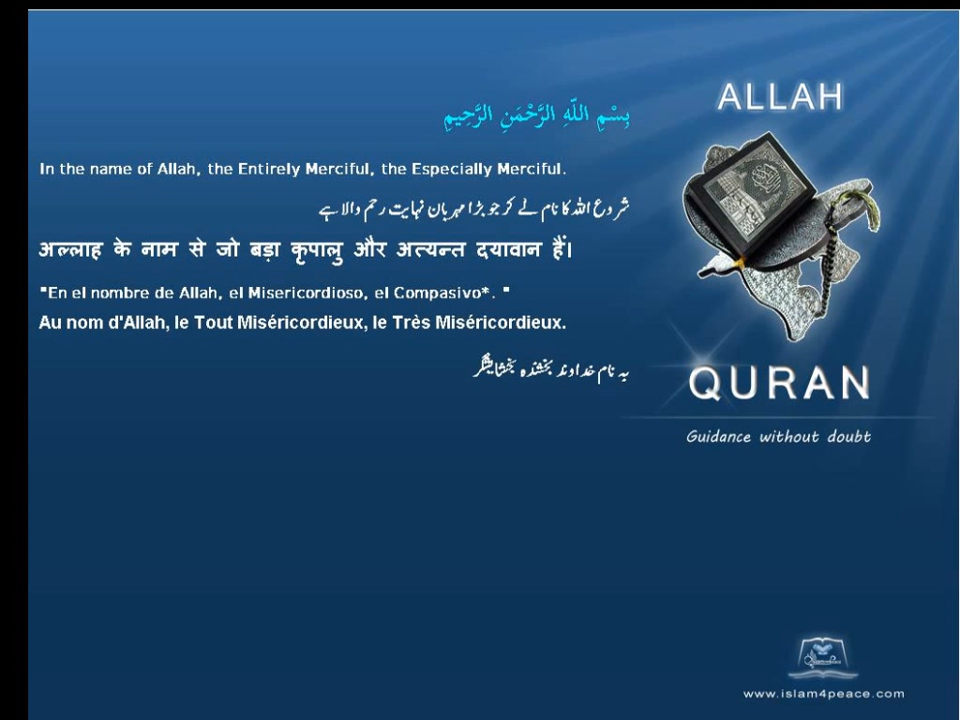 بِسْمِ اللّهِ الرَّحْمَنِ الرَّحِيمِ
In the name of Allah, the Entirely Merciful, the Especially Merciful.
شروع اللہ کا نام لے کر جو بڑا مہربان نہایت رحم والا ہے
अल्लाह के नाम से जो बड़ा कृपालु और अत्यन्त दयावान हैं।
"En el nombre de Allah, el Misericordioso, el Compasivo*. "
Au nom d'Allah, le Tout Miséricordieux, le Très Miséricordieux.
به نام خداوند بخشنده بخشایشگر
ALLAH
QURAN
Guidance without doubt
www.islam4peace.com